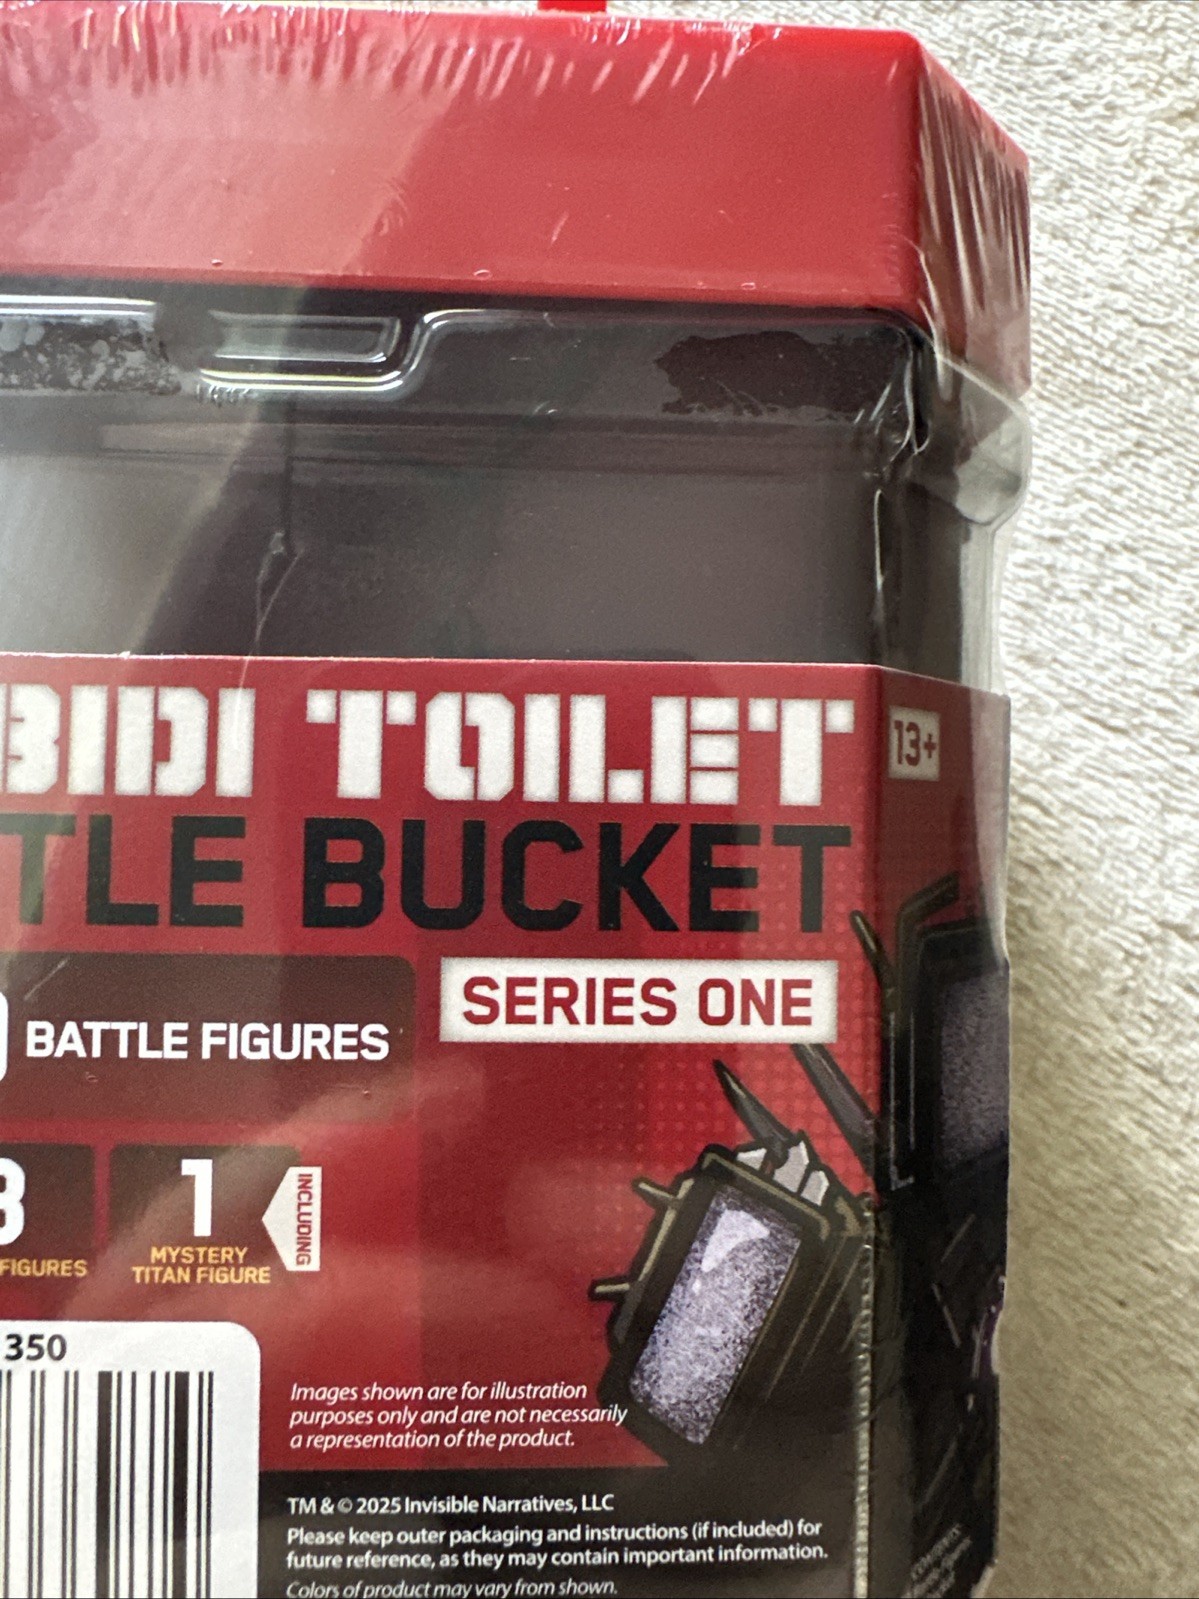 BIDI TOILET
13+
TLE BUCKET
SERIES ONE
BATTLE FIGURES
3
FIGURES
1
MYSTERY
TITAN FIGURE
INCLUDING
350
Images shown are for illustration
purposes only and are not necessarily
a representation of the product.
TM & © 2025 Invisible Narratives, LLC
Please keep outer packaging and instructions (if included) for
future reference, as they may contain important information.
Colors of product may vary from shown.